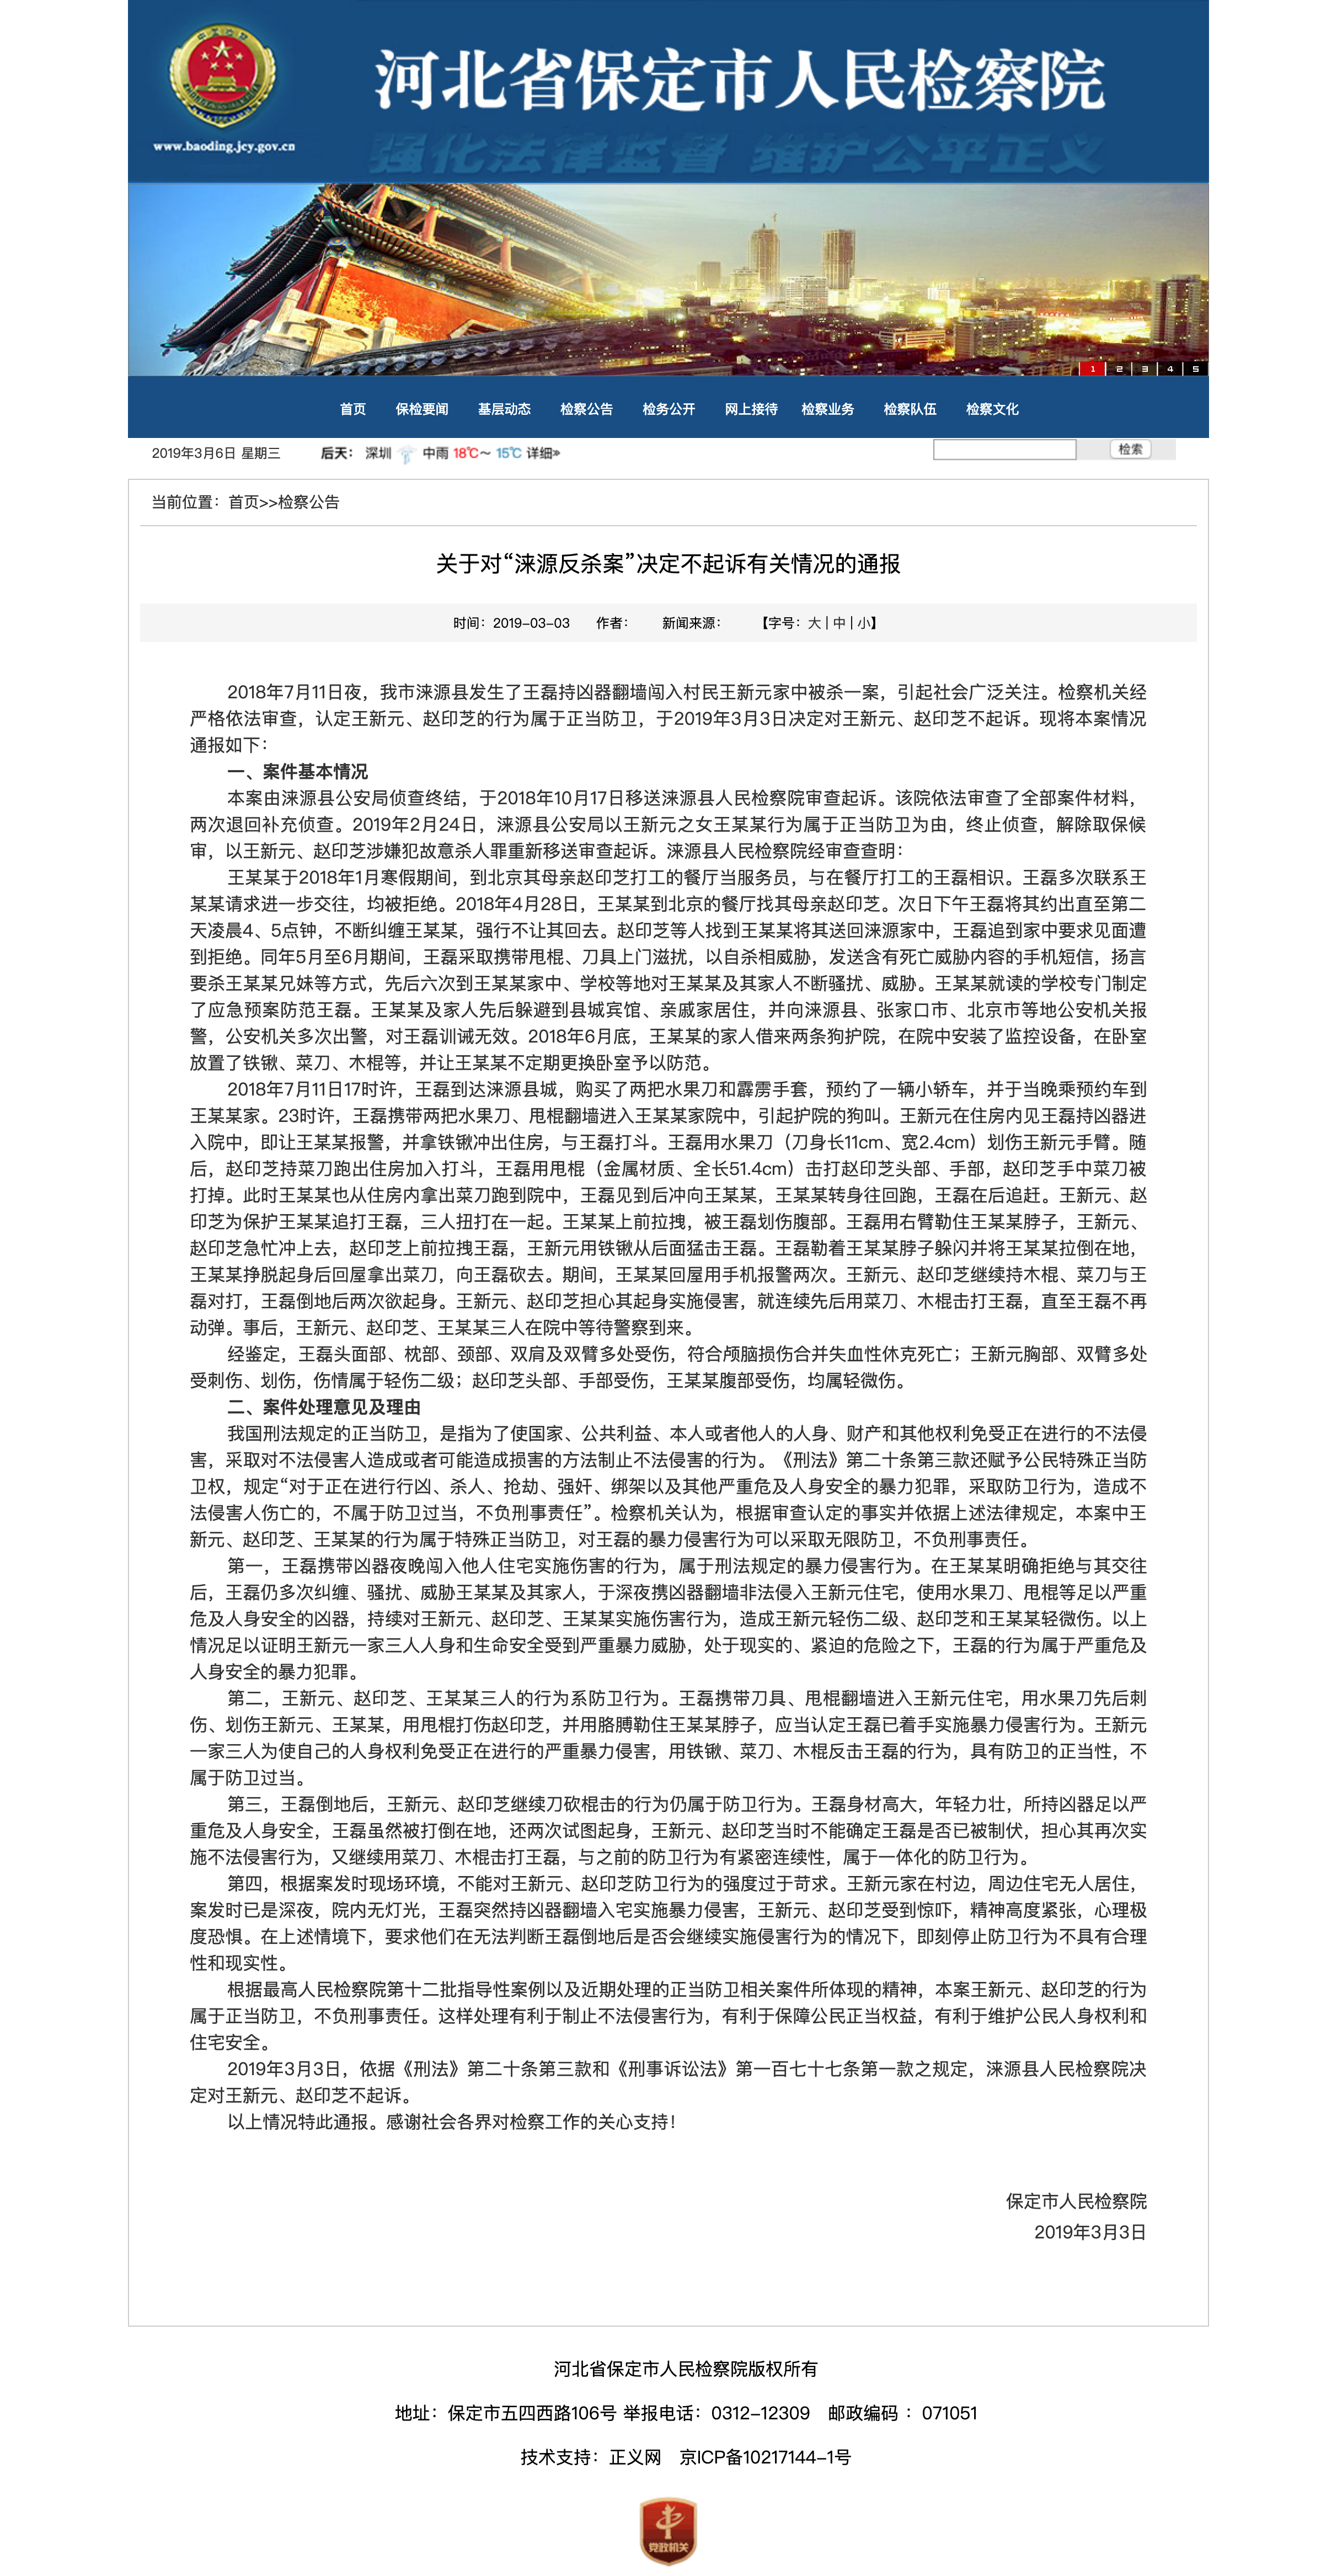 河北省保定市人民检察院
www.baoding.jcy.gov.cn
强化法律监督 维护公平正义
1 2 3 4 5
首页 保检要闻 基层动态 检察公告 检务公开 网上接待 检察业务 检察队伍 检察文化
2019年3月6日 星期三 后天： 深圳 中雨 18℃～ 15℃ 详细» 检索
当前位置：首页>>检察公告
关于对“涞源反杀案”决定不起诉有关情况的通报
时间：2019-03-03 作者： 新闻来源： 【字号：大 | 中 | 小】
2018年7月11日夜，我市涞源县发生了王磊持凶器翻墙闯入村民王新元家中被杀一案，引起社会广泛关注。检察机关经
严格依法审查，认定王新元、赵印芝的行为属于正当防卫，于2019年3月3日决定对王新元、赵印芝不起诉。现将本案情况
通报如下：
一、案件基本情况
本案由涞源县公安局侦查终结，于2018年10月17日移送涞源县人民检察院审查起诉。该院依法审查了全部案件材料，
两次退回补充侦查。2019年2月24日，涞源县公安局以王新元之女王某某行为属于正当防卫为由，终止侦查，解除取保候
审，以王新元、赵印芝涉嫌犯故意杀人罪重新移送审查起诉。涞源县人民检察院经审查查明：
王某某于2018年1月寒假期间，到北京其母亲赵印芝打工的餐厅当服务员，与在餐厅打工的王磊相识。王磊多次联系王
某某请求进一步交往，均被拒绝。2018年4月28日，王某某到北京的餐厅找其母亲赵印芝。次日下午王磊将其约出直至第二
天凌晨4、5点钟，不断纠缠王某某，强行不让其回去。赵印芝等人找到王某某将其送回涞源家中，王磊追到家中要求见面遭
到拒绝。同年5月至6月期间，王磊采取携带甩棍、刀具上门滋扰，以自杀相威胁，发送含有死亡威胁内容的手机短信，扬言
要杀王某某兄妹等方式，先后六次到王某某家中、学校等地对王某某及其家人不断骚扰、威胁。王某某就读的学校专门制定
了应急预案防范王磊。王某某及家人先后躲避到县城宾馆、亲戚家居住，并向涞源县、张家口市、北京市等地公安机关报
警，公安机关多次出警，对王磊训诫无效。2018年6月底，王某某的家人借来两条狗护院，在院中安装了监控设备，在卧室
放置了铁锹、菜刀、木棍等，并让王某某不定期更换卧室予以防范。
2018年7月11日17时许，王磊到达涞源县城，购买了两把水果刀和霹雳手套，预约了一辆小轿车，并于当晚乘预约车到
王某某家。23时许，王磊携带两把水果刀、甩棍翻墙进入王某某家院中，引起护院的狗叫。王新元在住房内见王磊持凶器进
入院中，即让王某某报警，并拿铁锹冲出住房，与王磊打斗。王磊用水果刀（刀身长11cm、宽2.4cm）划伤王新元手臂。随
后，赵印芝持菜刀跑出住房加入打斗，王磊用甩棍（金属材质、全长51.4cm）击打赵印芝头部、手部，赵印芝手中菜刀被
打掉。此时王某某也从住房内拿出菜刀跑到院中，王磊见到后冲向王某某，王某某转身往回跑，王磊在后追赶。王新元、赵
印芝为保护王某某追打王磊，三人扭打在一起。王某某上前拉拽，被王磊划伤腹部。王磊用右臂勒住王某某脖子，王新元、
赵印芝急忙冲上去，赵印芝上前拉拽王磊，王新元用铁锹从后面猛击王磊。王磊勒着王某某脖子躲闪并将王某某拉倒在地，
王某某挣脱起身后回屋拿出菜刀，向王磊砍去。期间，王某某回屋用手机报警两次。王新元、赵印芝继续持木棍、菜刀与王
磊对打，王磊倒地后两次欲起身。王新元、赵印芝担心其起身实施侵害，就连续先后用菜刀、木棍击打王磊，直至王磊不再
动弹。事后，王新元、赵印芝、王某某三人在院中等待警察到来。
经鉴定，王磊头面部、枕部、颈部、双肩及双臂多处受伤，符合颅脑损伤合并失血性休克死亡；王新元胸部、双臂多处
受刺伤、划伤，伤情属于轻伤二级；赵印芝头部、手部受伤，王某某腹部受伤，均属轻微伤。
二、案件处理意见及理由
我国刑法规定的正当防卫，是指为了使国家、公共利益、本人或者他人的人身、财产和其他权利免受正在进行的不法侵
害，采取对不法侵害人造成或者可能造成损害的方法制止不法侵害的行为。《刑法》第二十条第三款还赋予公民特殊正当防
卫权，规定“对于正在进行行凶、杀人、抢劫、强奸、绑架以及其他严重危及人身安全的暴力犯罪，采取防卫行为，造成不
法侵害人伤亡的，不属于防卫过当，不负刑事责任”。检察机关认为，根据审查认定的事实并依据上述法律规定，本案中王
新元、赵印芝、王某某的行为属于特殊正当防卫，对王磊的暴力侵害行为可以采取无限防卫，不负刑事责任。
第一，王磊携带凶器夜晚闯入他人住宅实施伤害的行为，属于刑法规定的暴力侵害行为。在王某某明确拒绝与其交往
后，王磊仍多次纠缠、骚扰、威胁王某某及其家人，于深夜携凶器翻墙非法侵入王新元住宅，使用水果刀、甩棍等足以严重
危及人身安全的凶器，持续对王新元、赵印芝、王某某实施伤害行为，造成王新元轻伤二级、赵印芝和王某某轻微伤。以上
情况足以证明王新元一家三人人身和生命安全受到严重暴力威胁，处于现实的、紧迫的危险之下，王磊的行为属于严重危及
人身安全的暴力犯罪。
第二，王新元、赵印芝、王某某三人的行为系防卫行为。王磊携带刀具、甩棍翻墙进入王新元住宅，用水果刀先后刺
伤、划伤王新元、王某某，用甩棍打伤赵印芝，并用胳膊勒住王某某脖子，应当认定王磊已着手实施暴力侵害行为。王新元
一家三人为使自己的人身权利免受正在进行的严重暴力侵害，用铁锹、菜刀、木棍反击王磊的行为，具有防卫的正当性，不
属于防卫过当。
第三，王磊倒地后，王新元、赵印芝继续刀砍棍击的行为仍属于防卫行为。王磊身材高大，年轻力壮，所持凶器足以严
重危及人身安全，王磊虽然被打倒在地，还两次试图起身，王新元、赵印芝当时不能确定王磊是否已被制伏，担心其再次实
施不法侵害行为，又继续用菜刀、木棍击打王磊，与之前的防卫行为有紧密连续性，属于一体化的防卫行为。
第四，根据案发时现场环境，不能对王新元、赵印芝防卫行为的强度过于苛求。王新元家在村边，周边住宅无人居住，
案发时已是深夜，院内无灯光，王磊突然持凶器翻墙入宅实施暴力侵害，王新元、赵印芝受到惊吓，精神高度紧张，心理极
度恐惧。在上述情境下，要求他们在无法判断王磊倒地后是否会继续实施侵害行为的情况下，即刻停止防卫行为不具有合理
性和现实性。
根据最高人民检察院第十二批指导性案例以及近期处理的正当防卫相关案件所体现的精神，本案王新元、赵印芝的行为
属于正当防卫，不负刑事责任。这样处理有利于制止不法侵害行为，有利于保障公民正当权益，有利于维护公民人身权利和
住宅安全。
2019年3月3日，依据《刑法》第二十条第三款和《刑事诉讼法》第一百七十七条第一款之规定，涞源县人民检察院决
定对王新元、赵印芝不起诉。
以上情况特此通报。感谢社会各界对检察工作的关心支持！
保定市人民检察院
2019年3月3日
河北省保定市人民检察院版权所有
地址：保定市五四西路106号 举报电话：0312-12309 邮政编码 ：071051
技术支持：正义网 京ICP备10217144-1号
党政机关